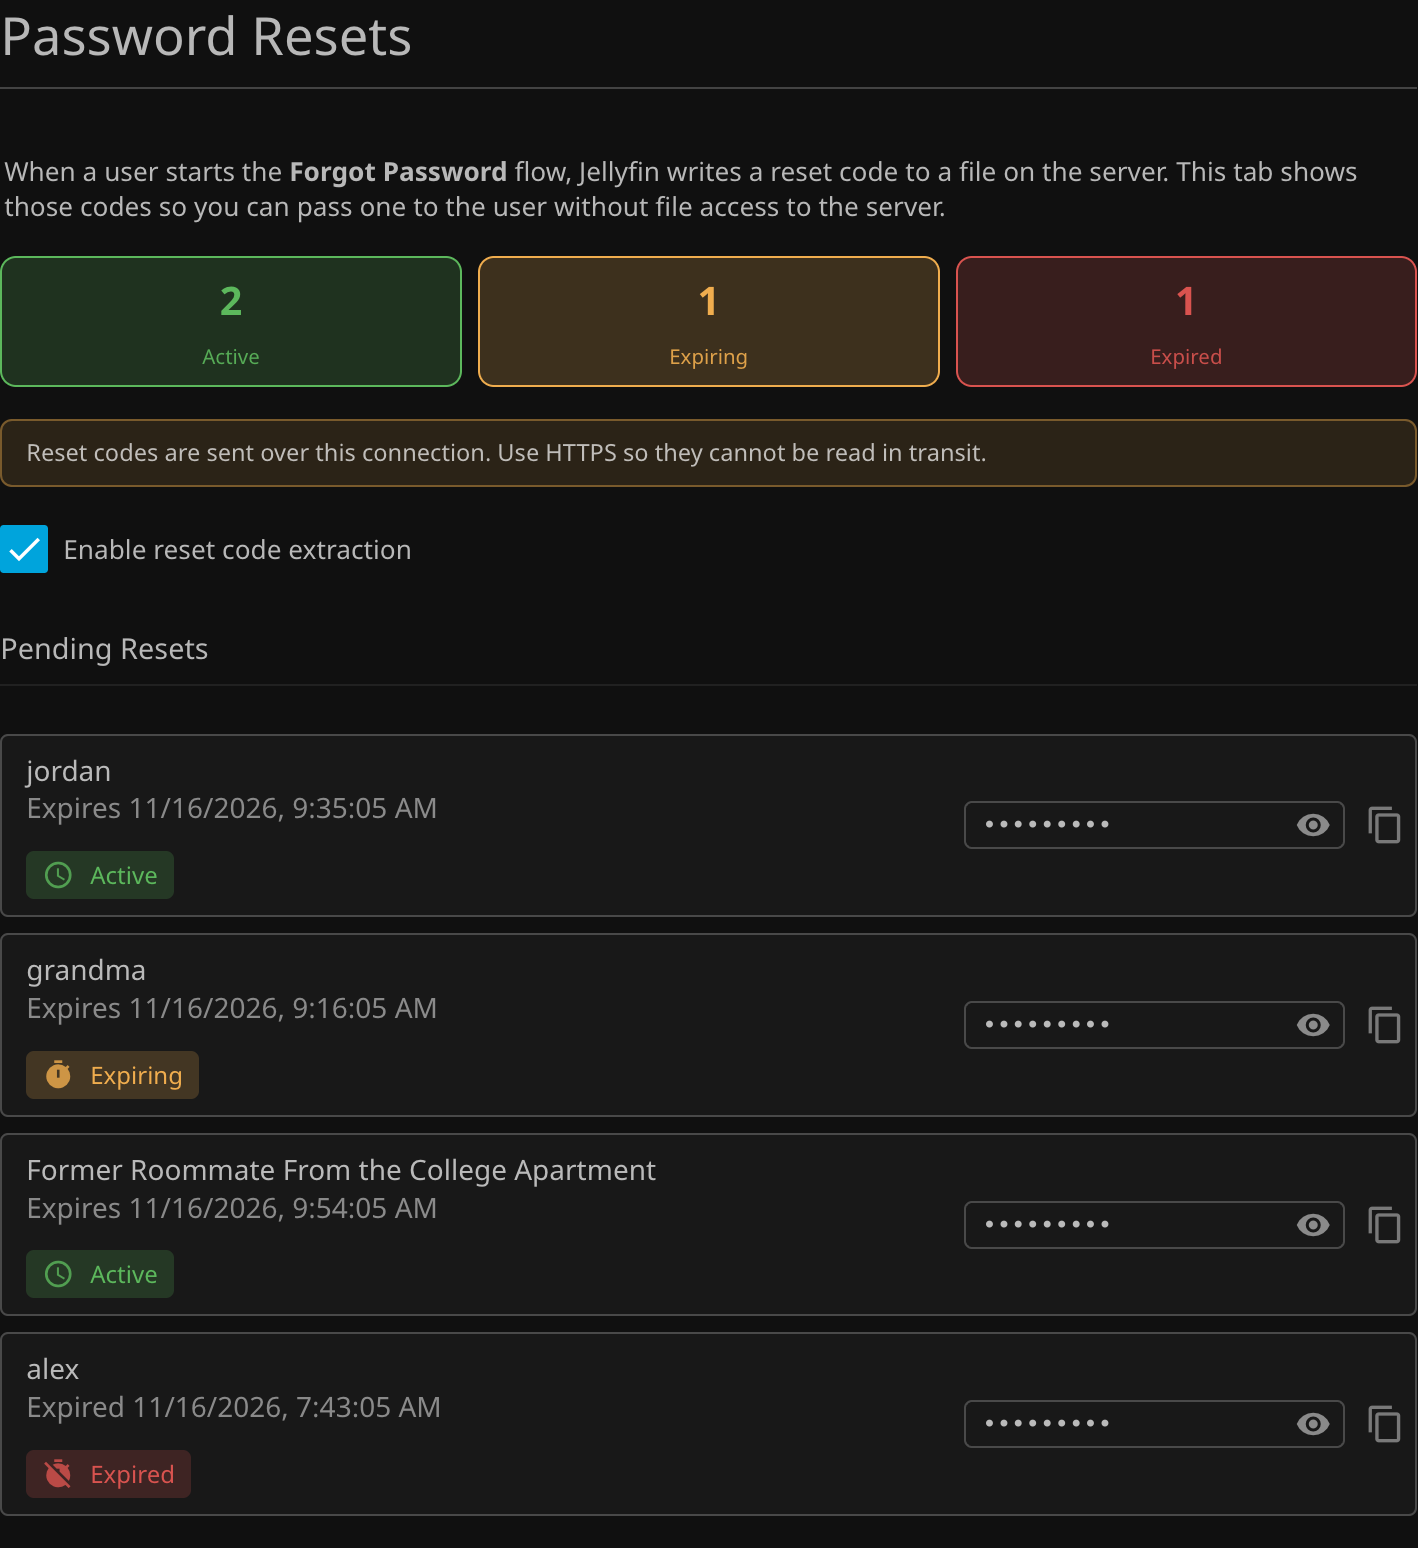 Password Resets
When a user starts the Forgot Password flow, Jellyfin writes a reset code to a file on the server. This tab shows
those codes so you can pass one to the user without file access to the server.
2
Active
1
Expiring
1
Expired
Reset codes are sent over this connection. Use HTTPS so they cannot be read in transit.
Enable reset code extraction
Pending Resets
jordan
Expires 11/16/2026, 9:35:05 AM
•••••••••
Active
grandma
Expires 11/16/2026, 9:16:05 AM
•••••••••
Expiring
Former Roommate From the College Apartment
Expires 11/16/2026, 9:54:05 AM
•••••••••
Active
alex
Expired 11/16/2026, 7:43:05 AM
•••••••••
Expired